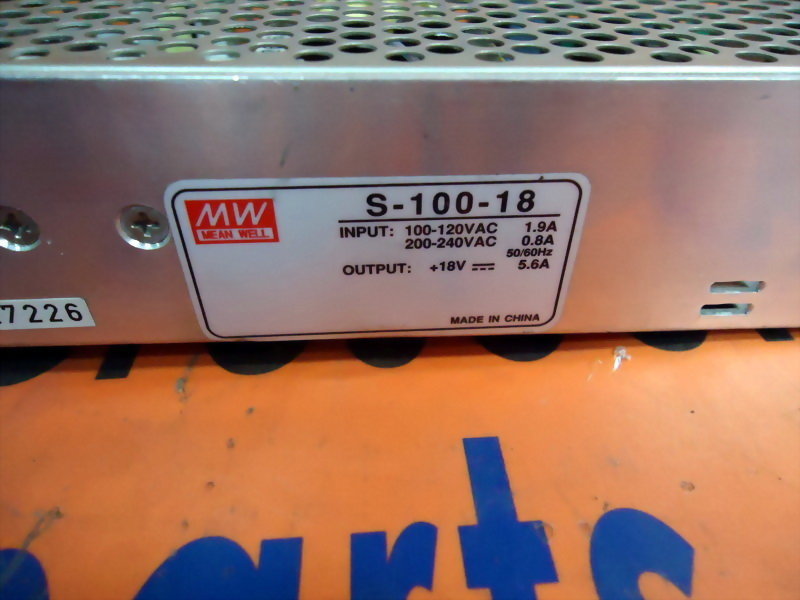 MW
MEAN WELL
S-100-18
INPUT: 100-120VAC 1.9A
200-240VAC 0.8A
50/60Hz
OUTPUT: +18V ⎓ 5.6A
MADE IN CHINA
7226
arts